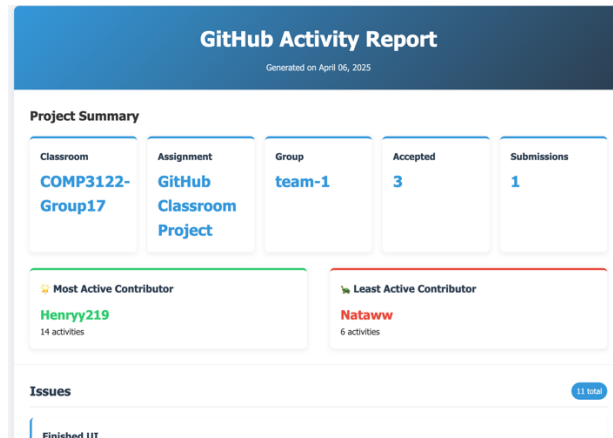 GitHub Activity Report
Generated on April 06, 2025
Project Summary
Classroom
COMP3122-
Group17
Assignment
GitHub
Classroom
Project
Group
team-1
Accepted
3
Submissions
1
Most Active Contributor
Henryy219
14 activities
Least Active Contributor
Nataww
6 activities
Issues
11 total
Finished UI